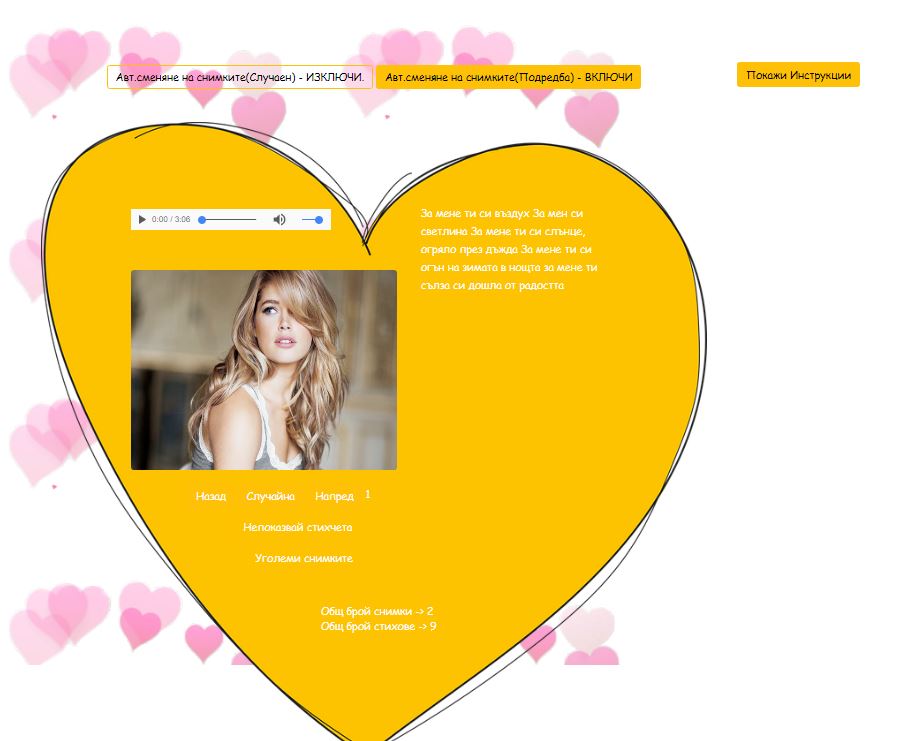 Авт.сменяне на снимките(Случаен) - ИЗКЛЮЧИ.
Авт.сменяне на снимките(Подредба) - ВКЛЮЧИ
Покажи Инструкции
0:00 / 3:06
За мене ти си въздух За мен си
светлина За мене ти си слънце,
огряло през дъжда За мене ти си
огън на зимата в нощта за мене ти
сълза си дошла от радостта
Назад Случайна Напред 1
Непоказвай стихчета
Уголеми снимките
Общ брой снимки -> 2
Общ брой стихове -> 9